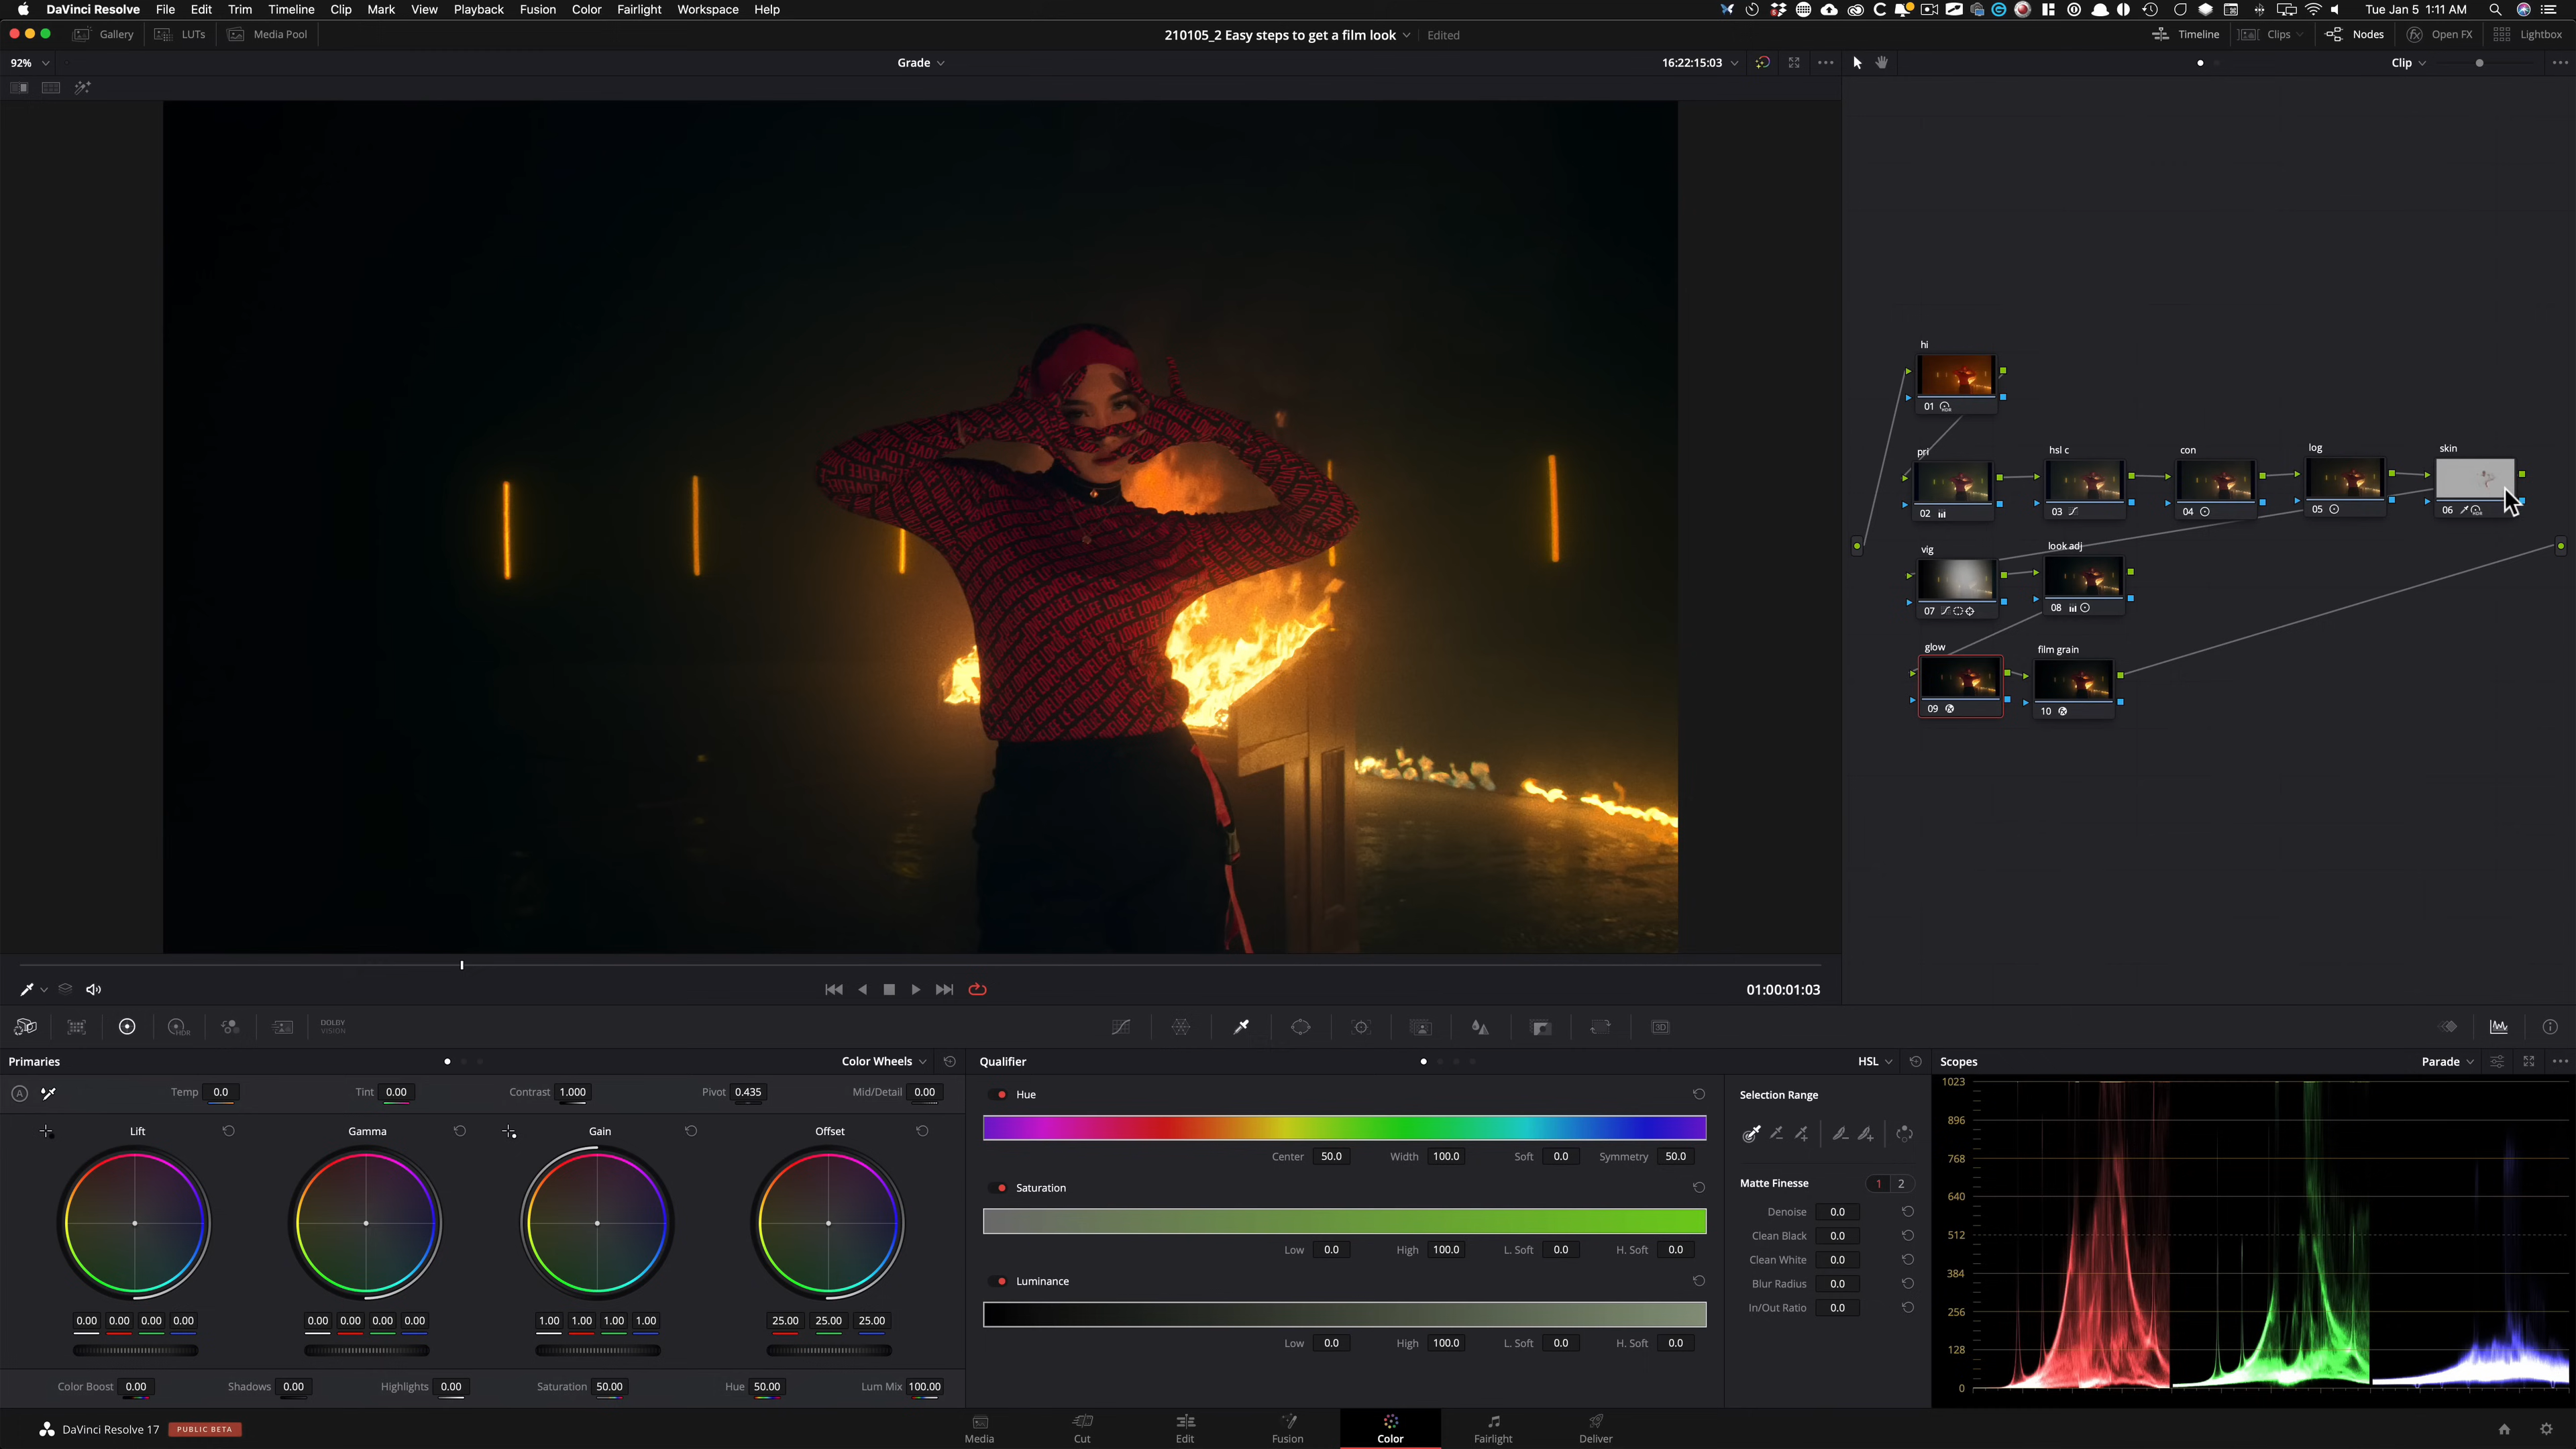 DaVinci Resolve File Edit Trim Timeline Clip Mark View Playback Fusion Color Fairlight Workspace Help Tue Jan 5 1:11 AM
Gallery LUTs Media Pool 210105_2 Easy steps to get a film look Edited Timeline Clips Nodes Open FX Lightbox
92% Grade 16:22:15:03 Clip
hi
01
pri hsl c con log skin
02 03 04 05 06
vig look adj
07 08
glow film grain
09 10
01:00:01:03
HDR DOLBY VISION 3D
Primaries Color Wheels Qualifier HSL Scopes Parade
Temp 0.0 Tint 0.00 Contrast 1.000 Pivot 0.435 Mid/Detail 0.00
Lift Gamma Gain Offset
0.00 0.00 0.00 0.00 0.00 0.00 0.00 0.00 1.00 1.00 1.00 1.00 25.00 25.00 25.00
Color Boost 0.00 Shadows 0.00 Highlights 0.00 Saturation 50.00 Hue 50.00 Lum Mix 100.00
Hue
Center 50.0 Width 100.0 Soft 0.0 Symmetry 50.0
Saturation
Low 0.0 High 100.0 L. Soft 0.0 H. Soft 0.0
Luminance
Low 0.0 High 100.0 L. Soft 0.0 H. Soft 0.0
Selection Range
Matte Finesse 1 2
Denoise 0.0
Clean Black 0.0
Clean White 0.0
Blur Radius 0.0
In/Out Ratio 0.0
1023
896
768
640
512
384
256
128
0
DaVinci Resolve 17 PUBLIC BETA Media Cut Edit Fusion Color Fairlight Deliver